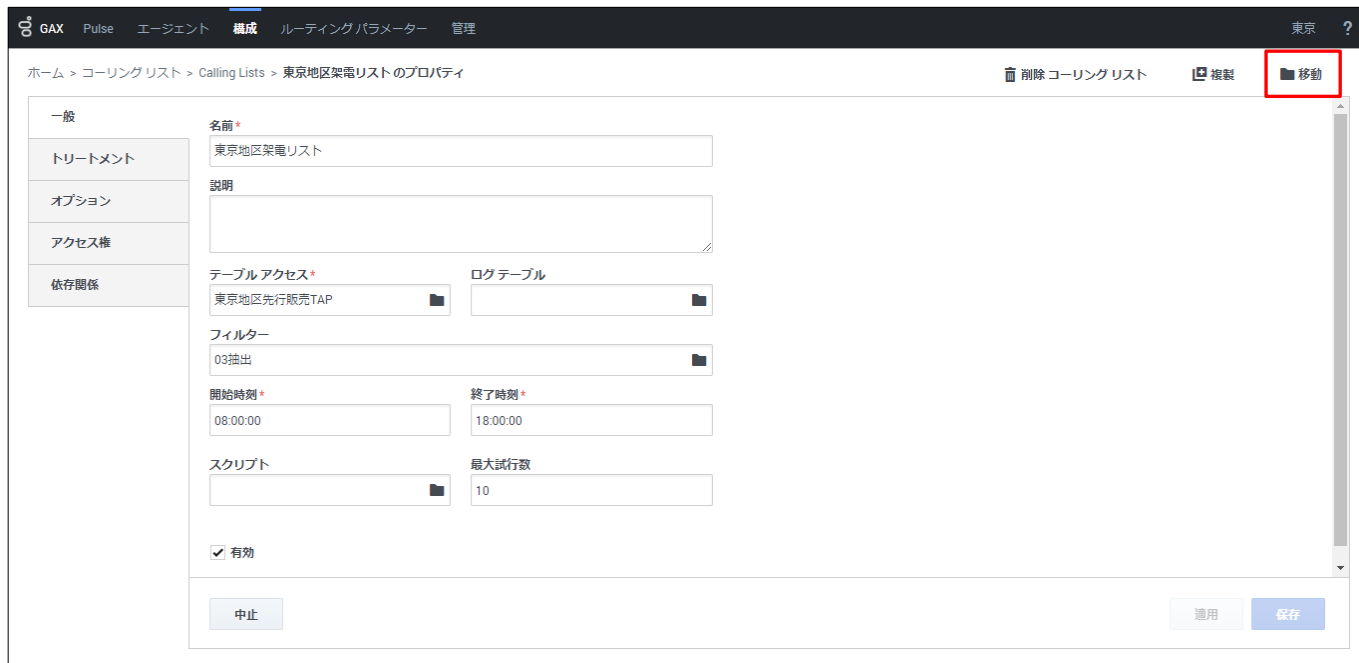 GAX Pulse エージェント 構成 ルーティング パラメーター 管理 東京 ?
ホーム > コーリング リスト > Calling Lists > 東京地区架電リスト のプロパティ 削除 コーリング リスト 複製 移動
一般
トリートメント
オプション
アクセス権
依存関係
名前*
東京地区架電リスト
説明
テーブル アクセス* ログ テーブル
東京地区先行販売TAP
フィルター
03抽出
開始時刻* 終了時刻*
08:00:00 18:00:00
スクリプト 最大試行数
10
有効
中止 適用 保存